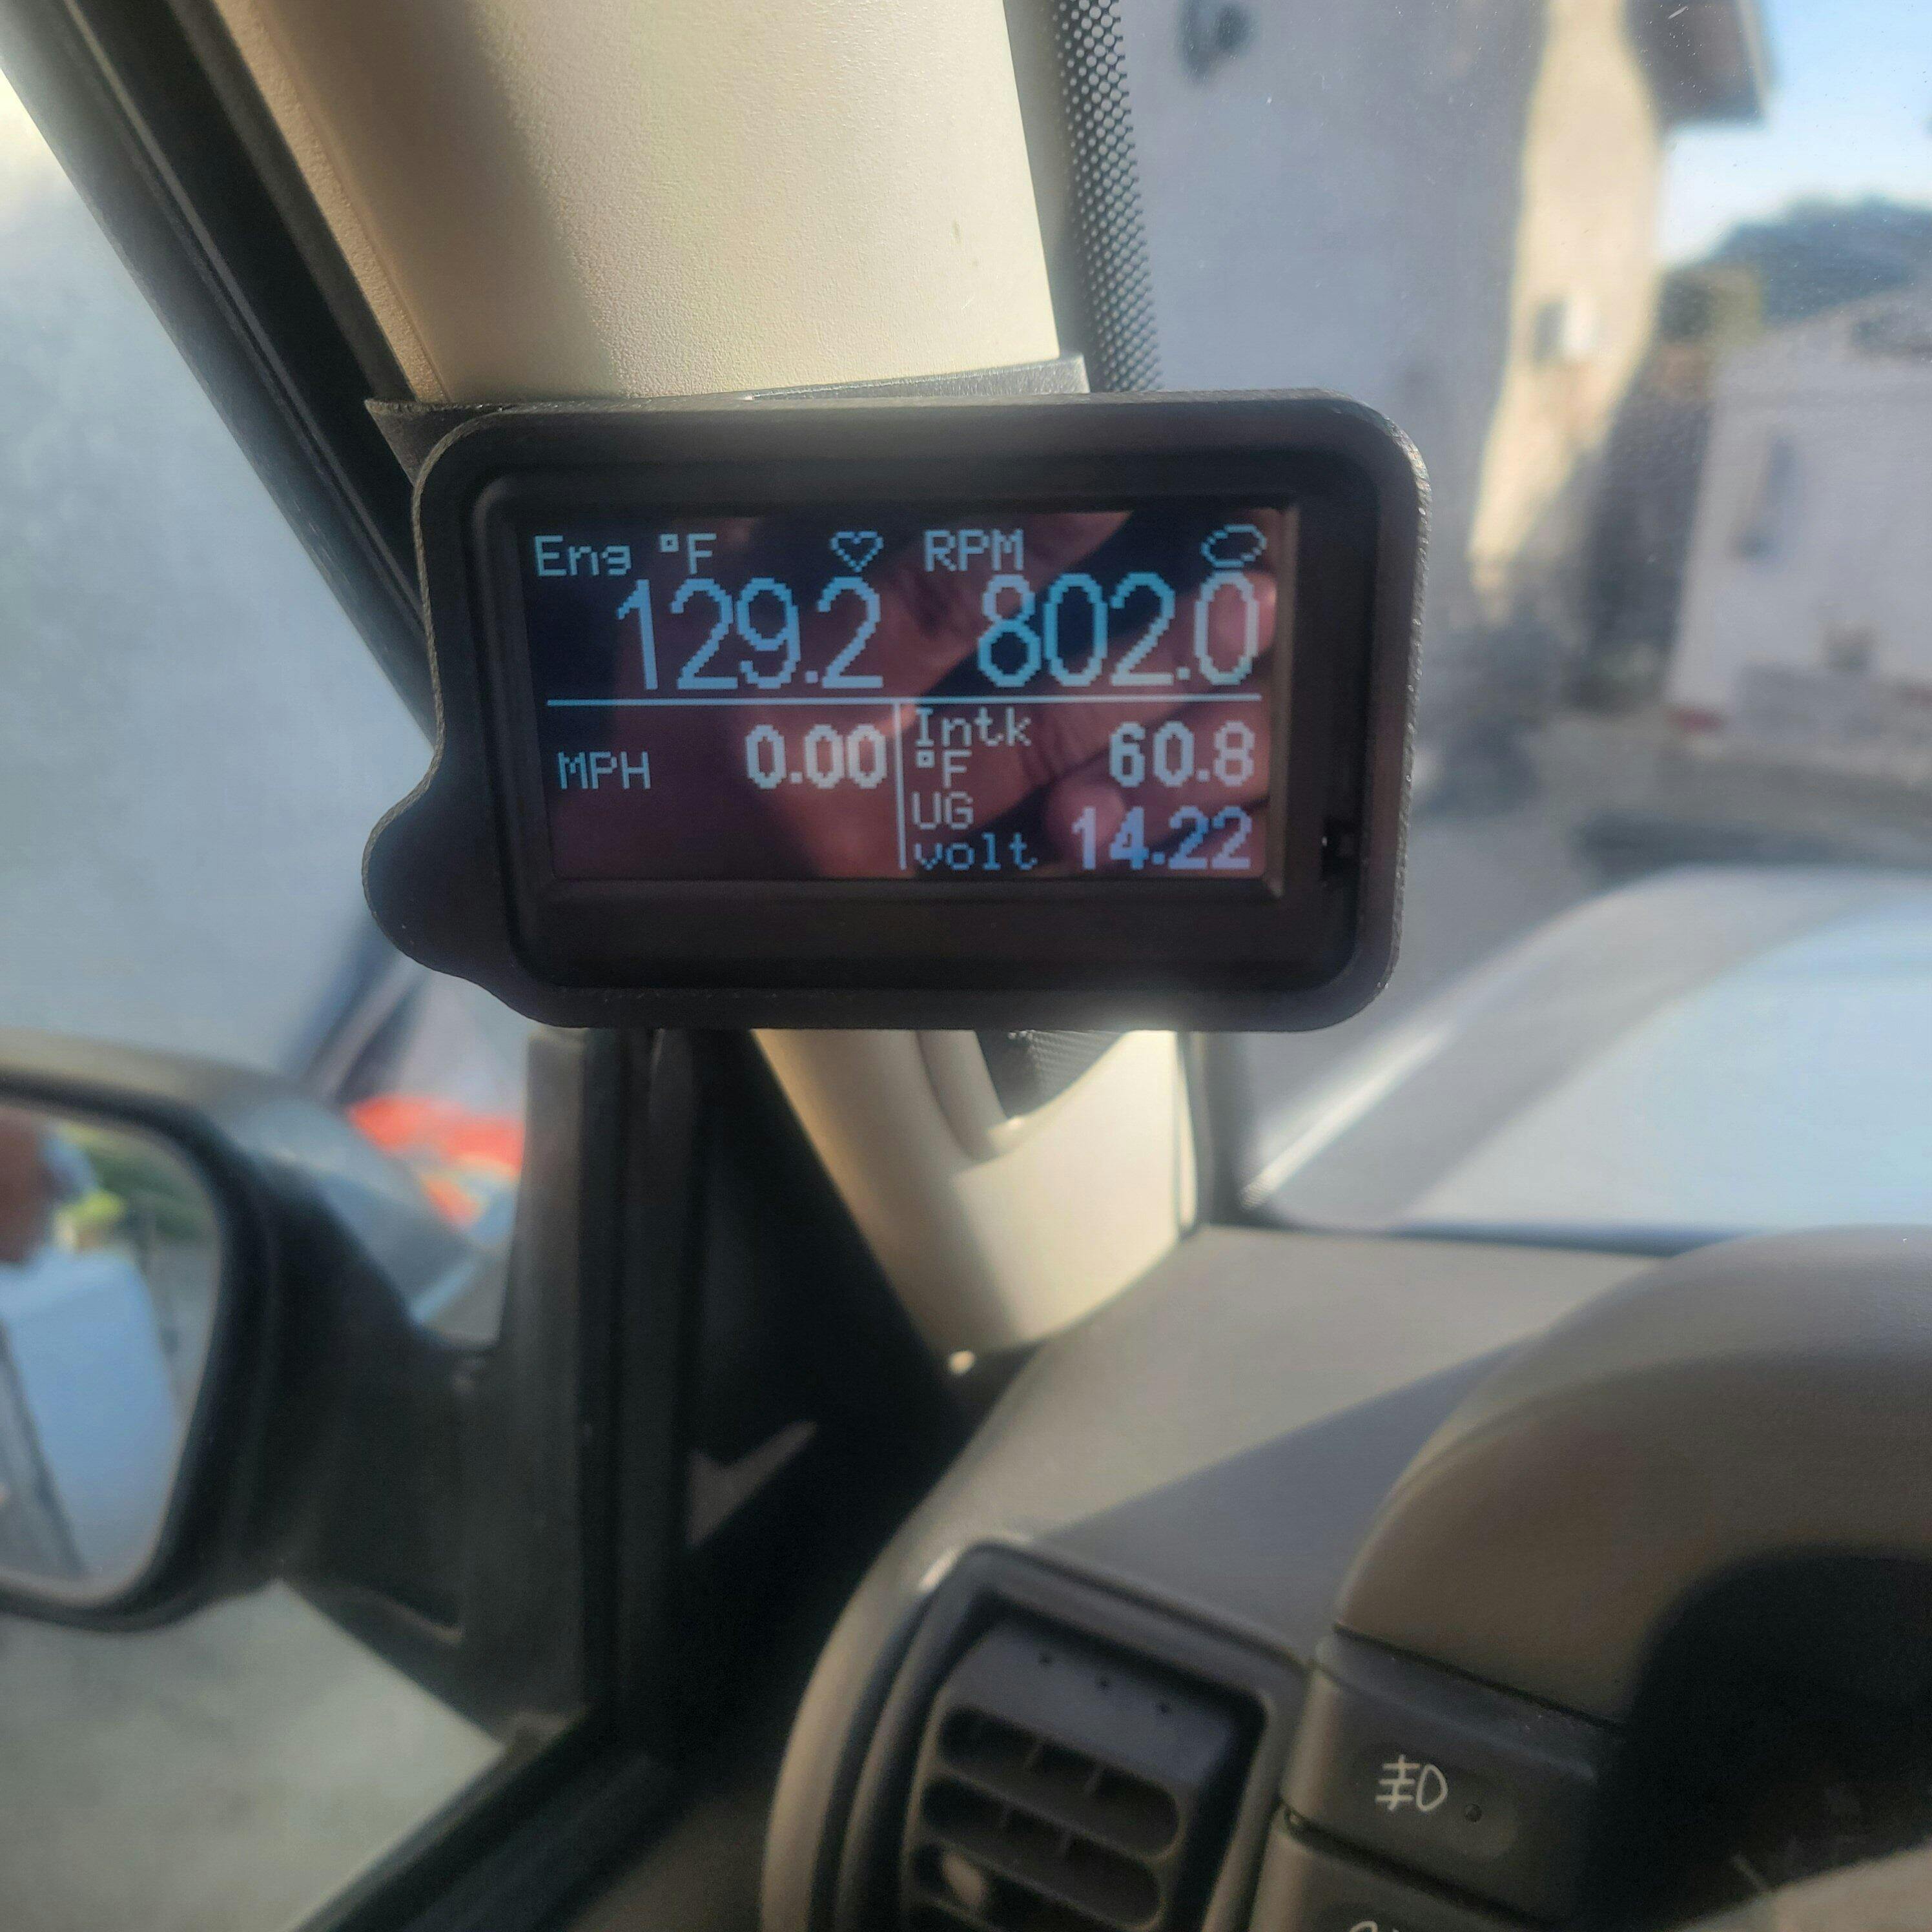 Eng °F RPM
129.2 802.0
MPH 0.00
Intk
°F 60.8
UG
volt 14.22